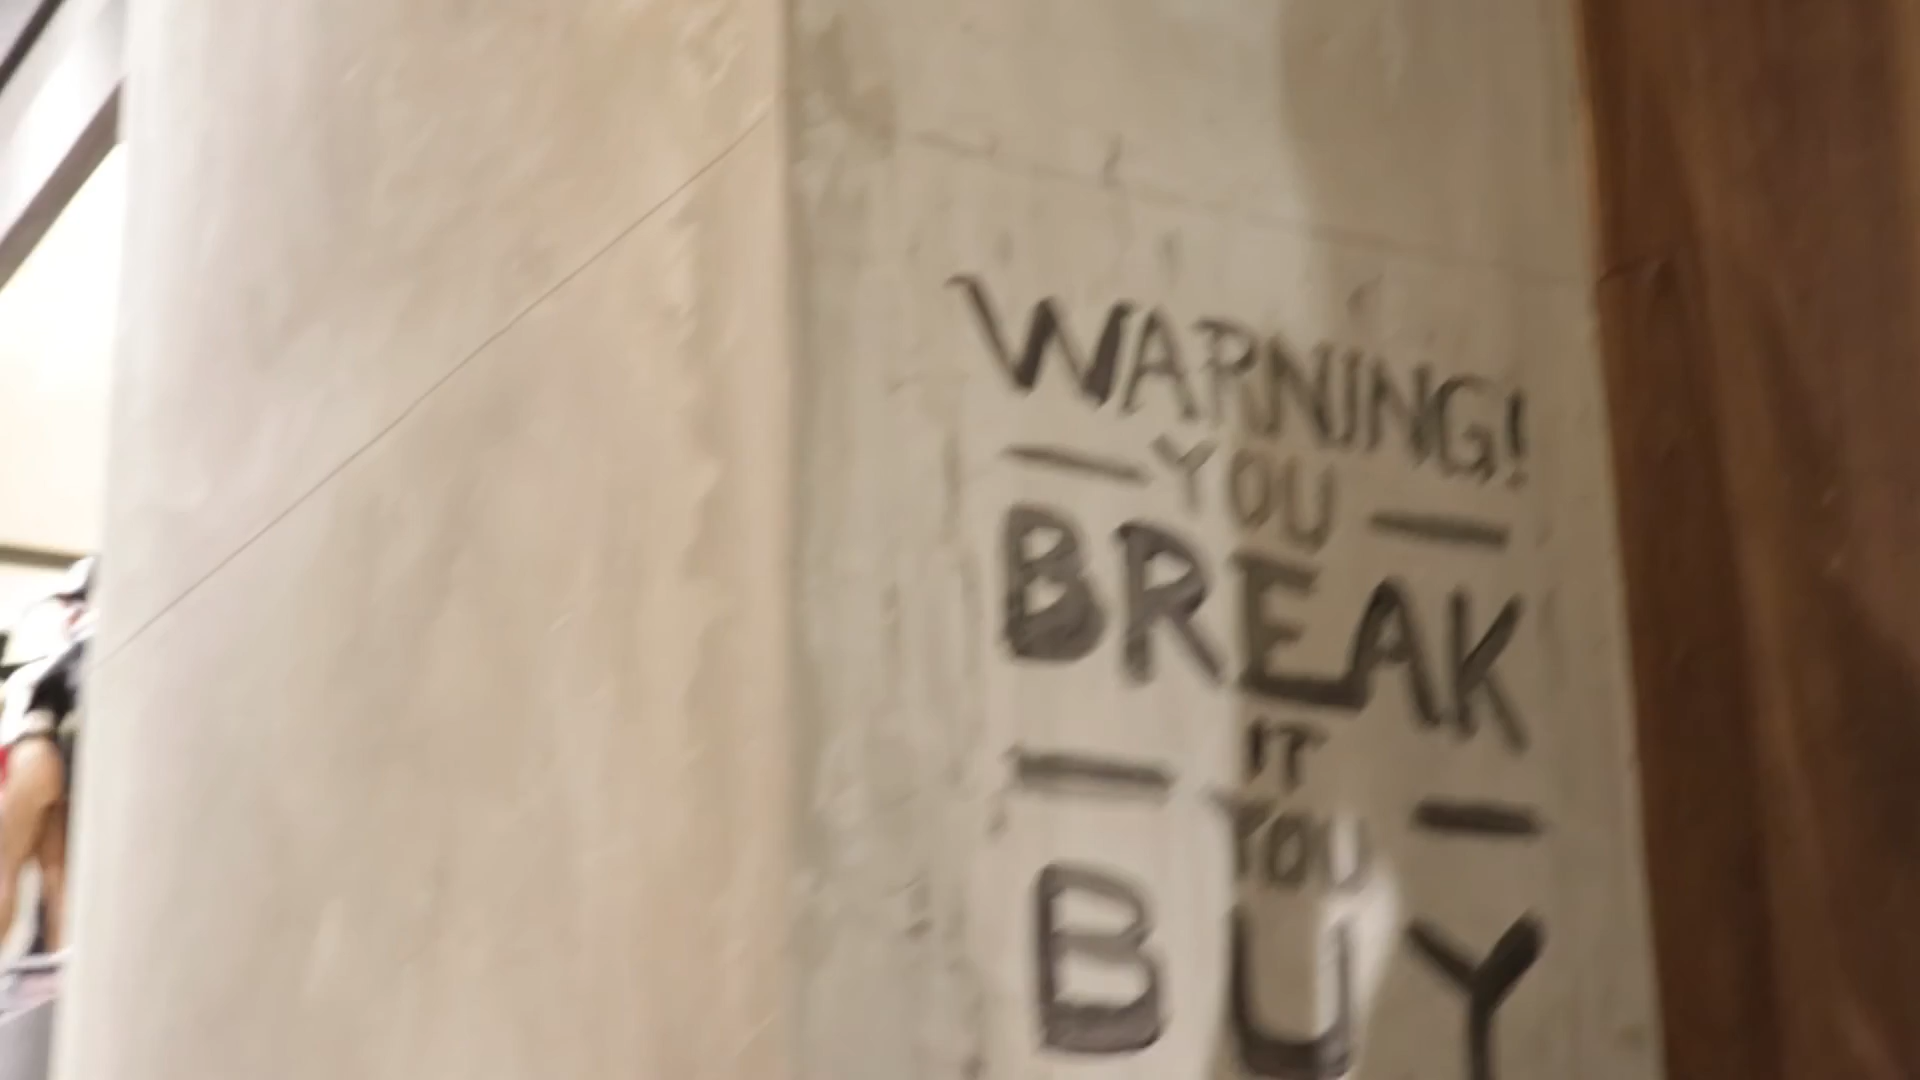 WARNING!
— YOU —
BREAK
IT
— YOU —
BUY